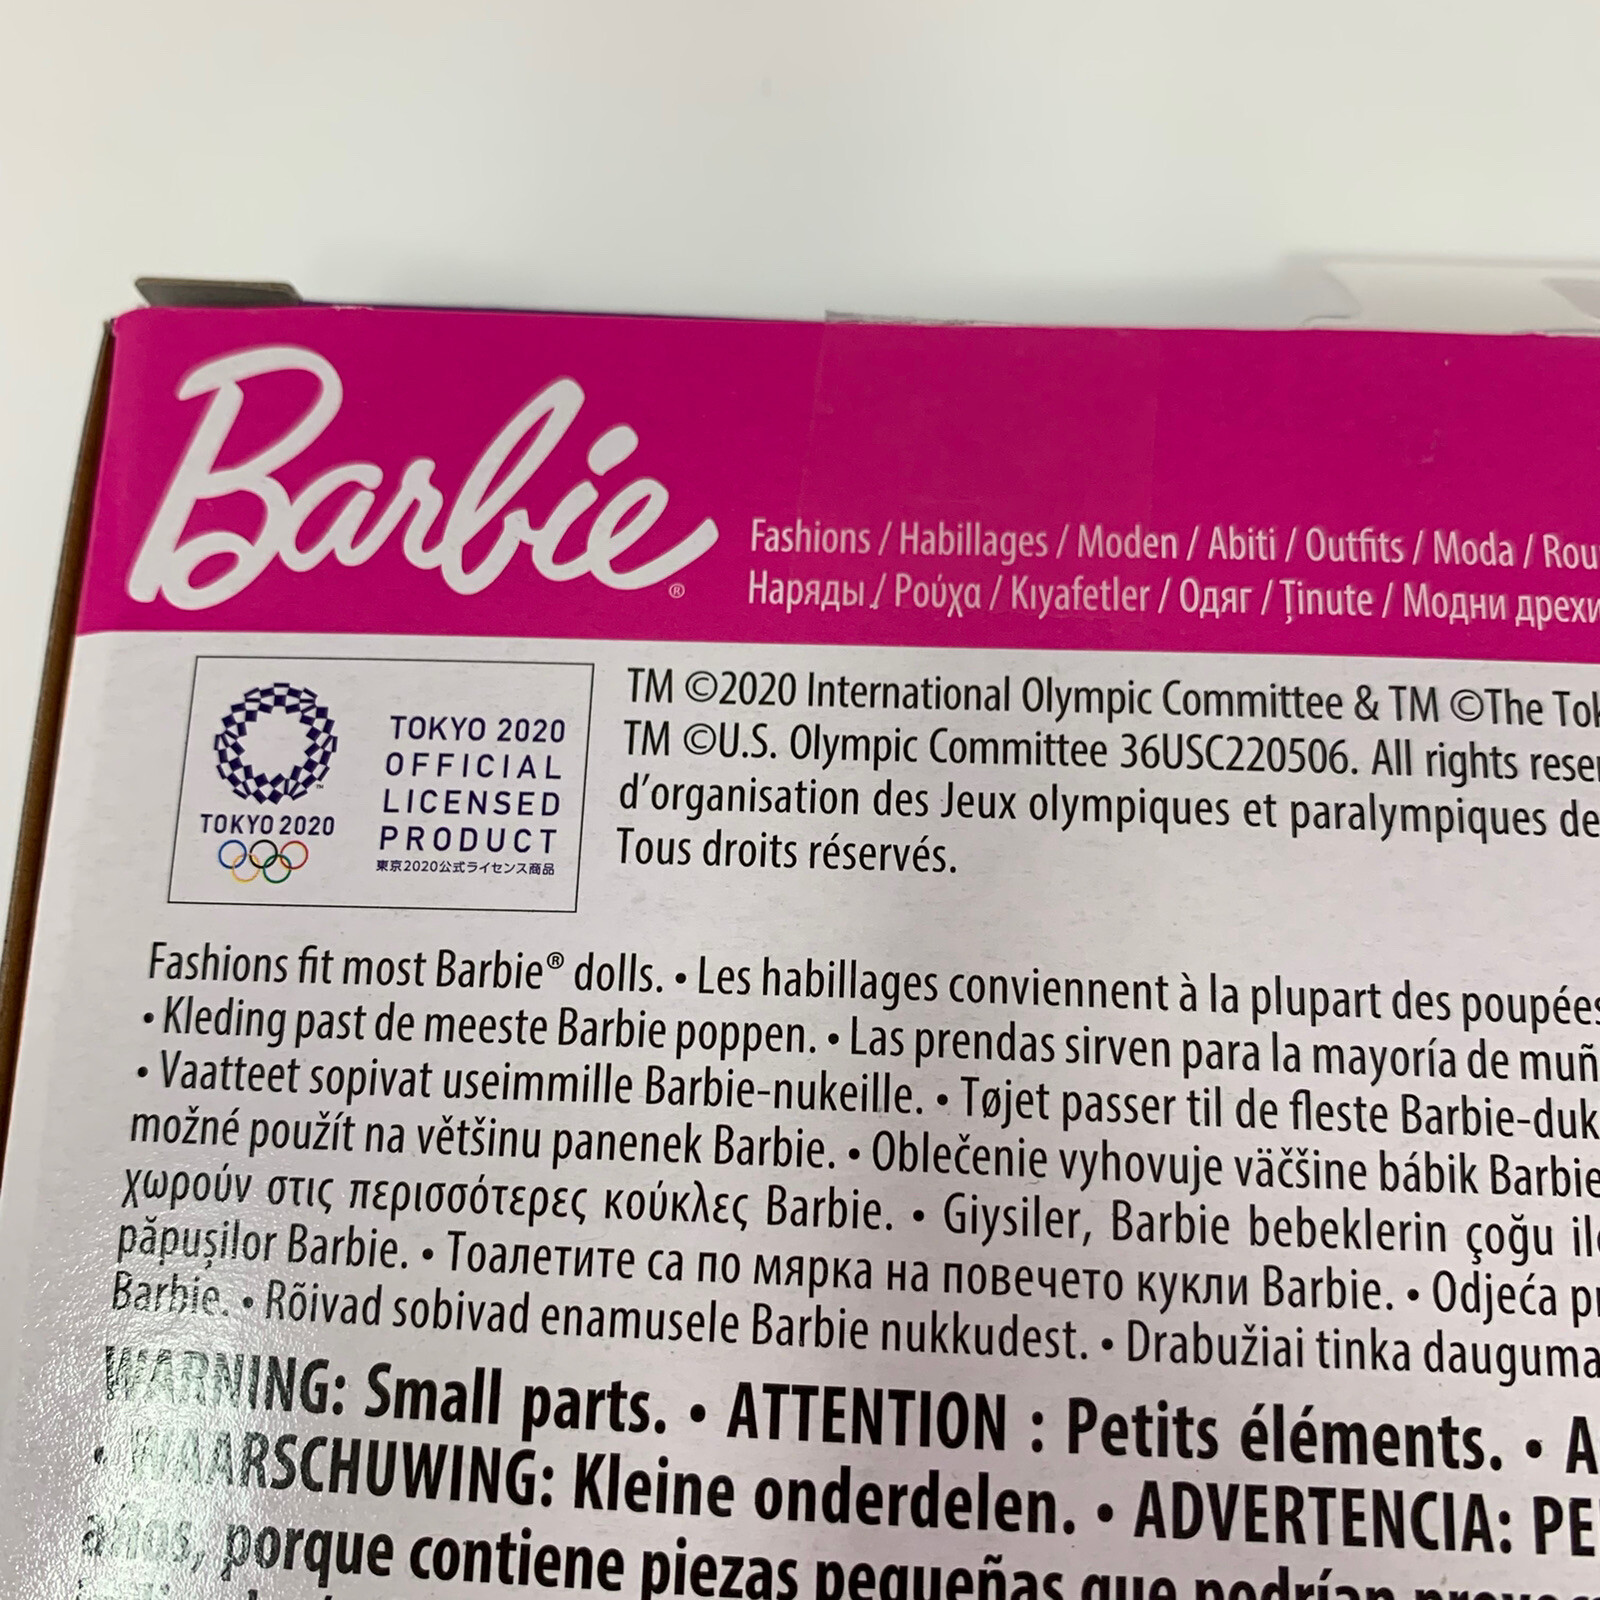 Barbie®
Fashions / Habillages / Moden / Abiti / Outfits / Moda /
Наряды / Ρούχα / Kıyafetler / Одяг / Ținute / Модни дрехи
TOKYO 2020
TOKYO 2020
OFFICIAL
LICENSED
PRODUCT
東京2020公式ライセンス商品
TM ©2020 International Olympic Committee & TM ©The
TM ©U.S. Olympic Committee 36USC220506. All rights
d’organisation des Jeux olympiques et paralympiques de
Tous droits réservés.
Fashions fit most Barbie® dolls. • Les habillages conviennent à la plupart des poupées
• Kleding past de meeste Barbie poppen. • Las prendas sirven para la mayoría de
• Vaatteet sopivat useimmille Barbie-nukeille. • Tøjet passer til de fleste
možné použít na většinu panenek Barbie. • Oblečenie vyhovuje väčšine bábik Barbie
χωρούν στις περισσότερες κούκλες Barbie. • Giysiler, Barbie bebeklerin çoğu
păpușilor Barbie. • Тоалетите са по мярка на повечето кукли Barbie. • Odjeća
Barbie. • Rõivad sobivad enamusele Barbie nukkudest. • Drabužiai tinka
WARNING: Small parts. • ATTENTION : Petits éléments. •
• WAARSCHUWING: Kleine onderdelen. • ADVERTENCIA:
años, porque contiene piezas pequeñas que podrían